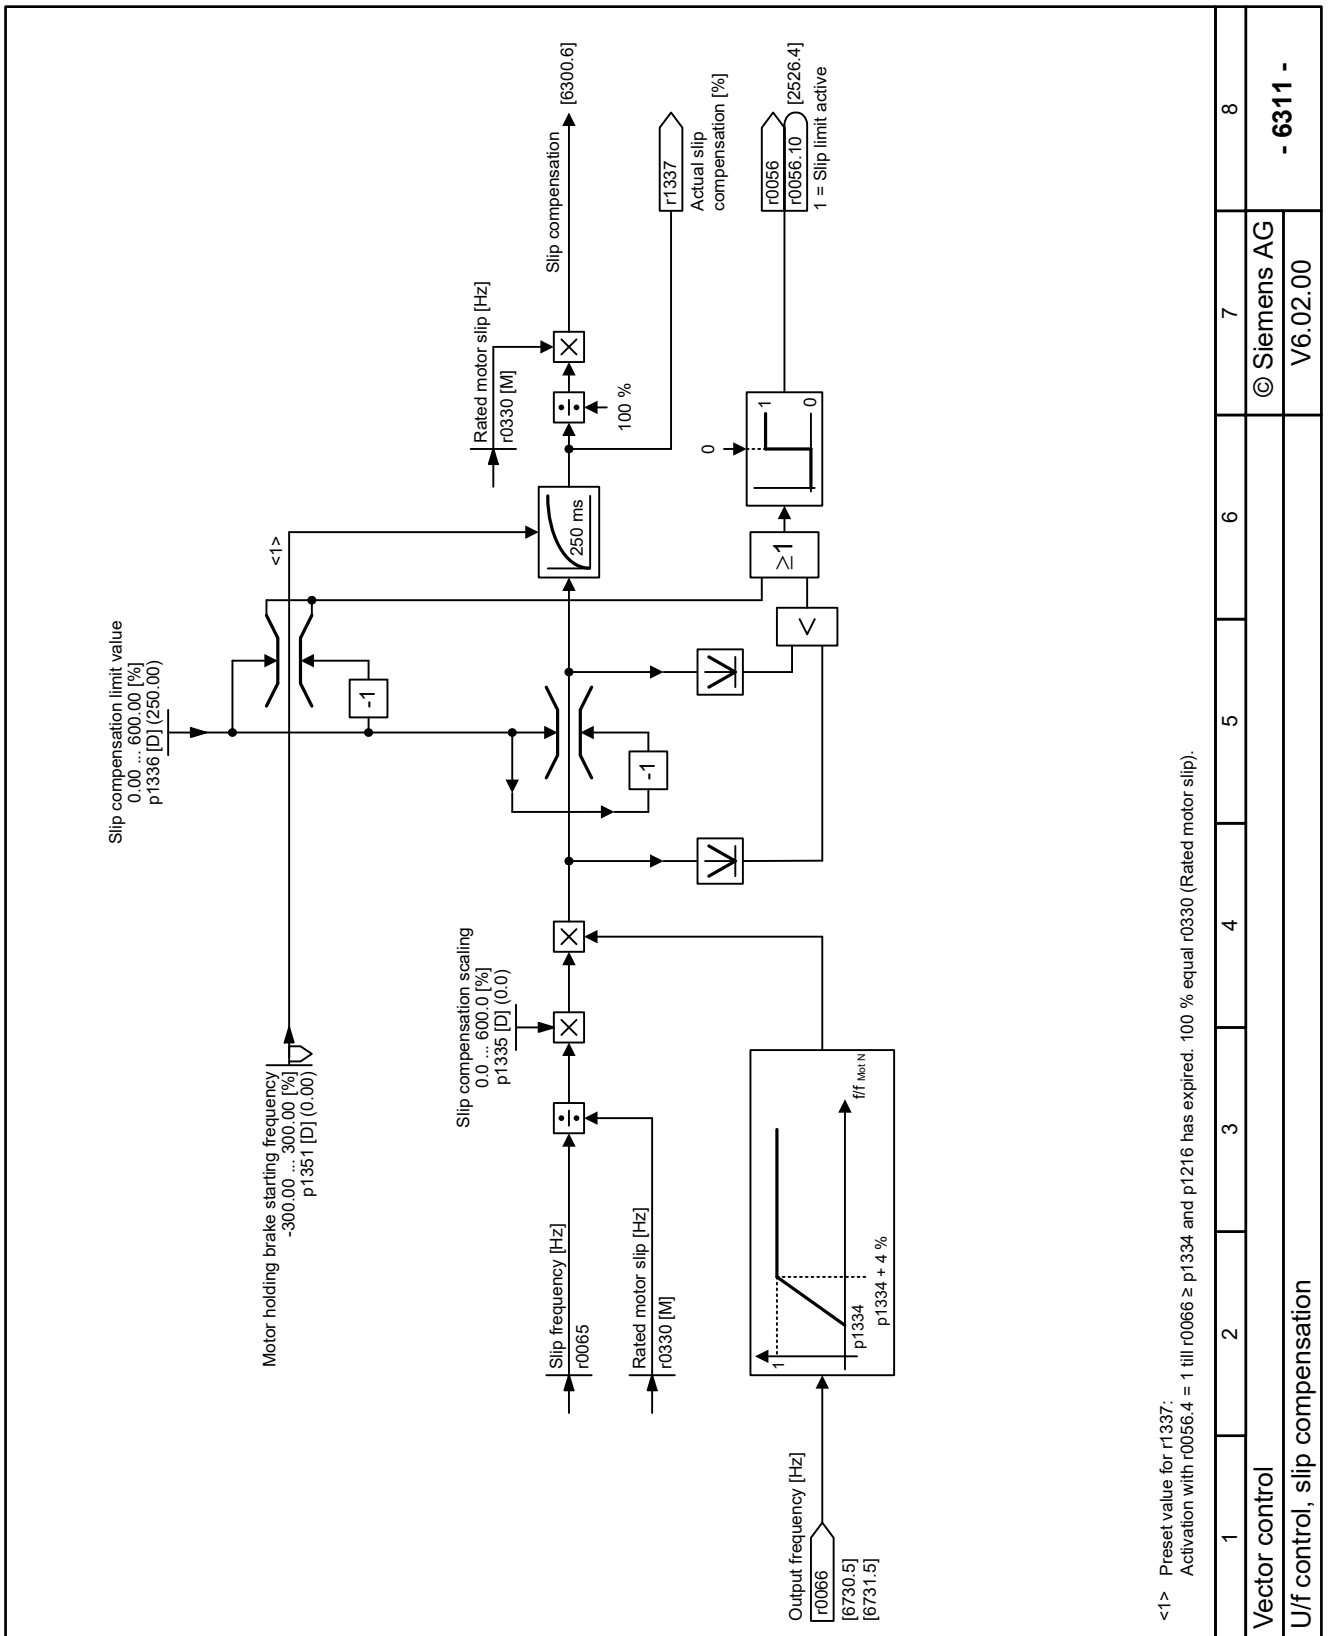 Slip compensation limit value
0.00 ... 600.00 [%]
p1336 [D] (250.00)
Motor holding brake starting frequency
-300.00 ... 300.00 [%]
p1351 [D] (0.00)
<1>
-1
Slip compensation scaling
0.0 ... 600.0 [%]
p1335 [D] (0.0)
Rated motor slip [Hz]
r0330 [M]
Slip compensation
[6300.6]
Slip frequency [Hz]
r0065
250 ms
100 %
Rated motor slip [Hz]
r0330 [M]
-1
r1337
Actual slip
compensation [%]
0
1
0
r0056
r0056.10
[2526.4]
1 = Slip limit active
≥1
<
Output frequency [Hz]
r0066
[6730.5]
[6731.5]
1
p1334
p1334 + 4 %
f/f Mot N
<1> Preset value for r1337:
Activation with r0056.4 = 1 till r0066 ≥ p1334 and p1216 has expired. 100 % equal r0330 (Rated motor slip).
1 2 3 4 5 6 7 8
Vector control
© Siemens AG
- 6311 -
U/f control, slip compensation
V6.02.00